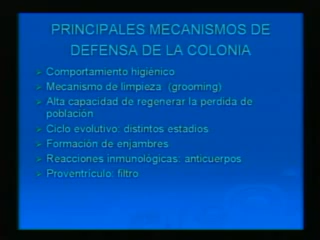 PRINCIPALES MECANISMOS DE
DEFENSA DE LA COLONIA
Comportamiento higiénico
Mecanismo de limpieza (grooming)
Alta capacidad de regenerar la perdida de
población
Ciclo evolutivo: distintos estadios
Formación de enjambres
Reacciones inmunológicas: anticuerpos
Proventrículo: filtro